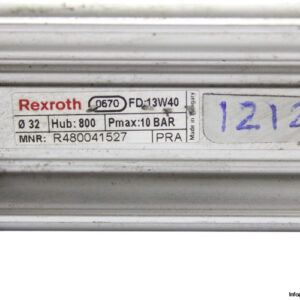 Rexroth 0670 FD:13W40
Ø 32 Hub: 800 Pmax:10 BAR
MNR: R480041527 PRA
Made in Hungary
1212